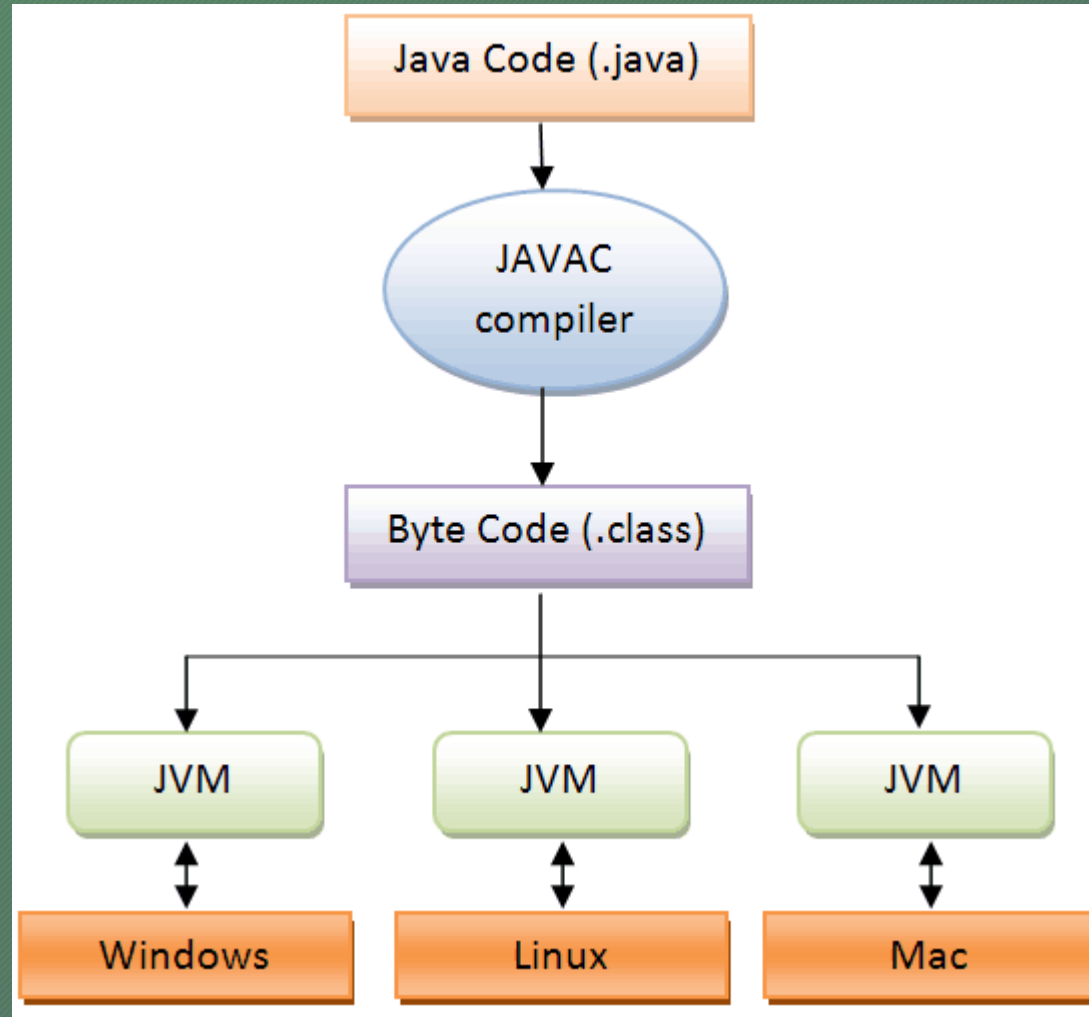 Java Code (.java)
JAVAC
compiler
Byte Code (.class)
JVM
JVM
JVM
Windows
Linux
Mac